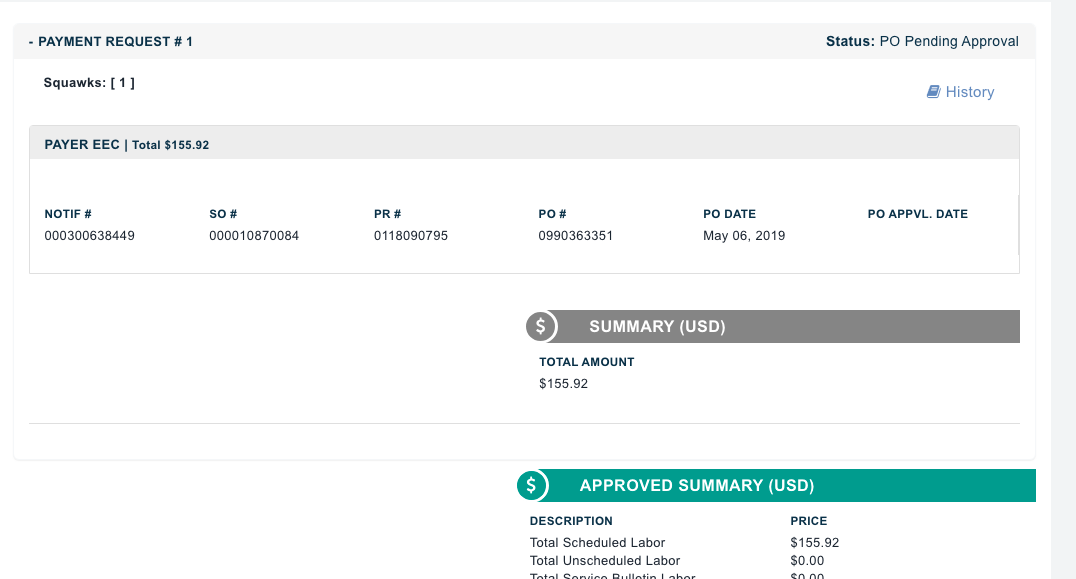 - PAYMENT REQUEST # 1 Status: PO Pending Approval
Squawks: [ 1 ]
History
PAYER EEC | Total $155.92
NOTIF # SO # PR # PO # PO DATE PO APPVL. DATE
000300638449 000010870084 0118090795 0990363351 May 06, 2019
$ SUMMARY (USD)
TOTAL AMOUNT
$155.92
$ APPROVED SUMMARY (USD)
DESCRIPTION PRICE
Total Scheduled Labor $155.92
Total Unscheduled Labor $0.00
Total Service Bulletin Labor $0.00